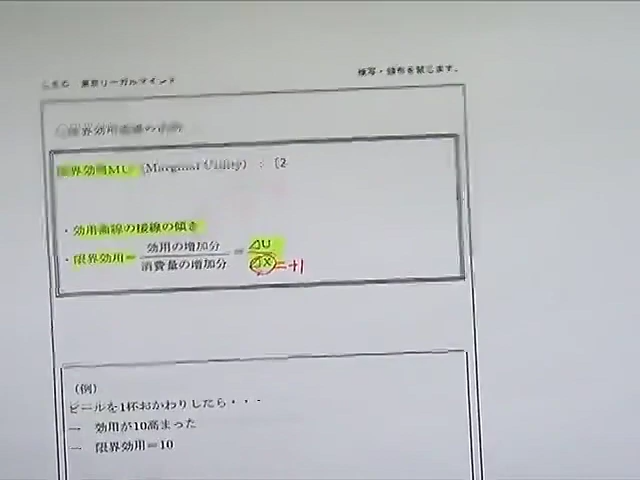 東京リーガルマインド
複写・頒布を禁じます。
限界効用MU (Marginal Utility) : [2
・効用曲線の接線の傾き
・限界効用= 効用の増加分 / 消費量の増加分 = ΔU / ΔX =+1
(例)
ビールを1杯おかわりしたら・・・
→ 効用が10高まった
→ 限界効用=10